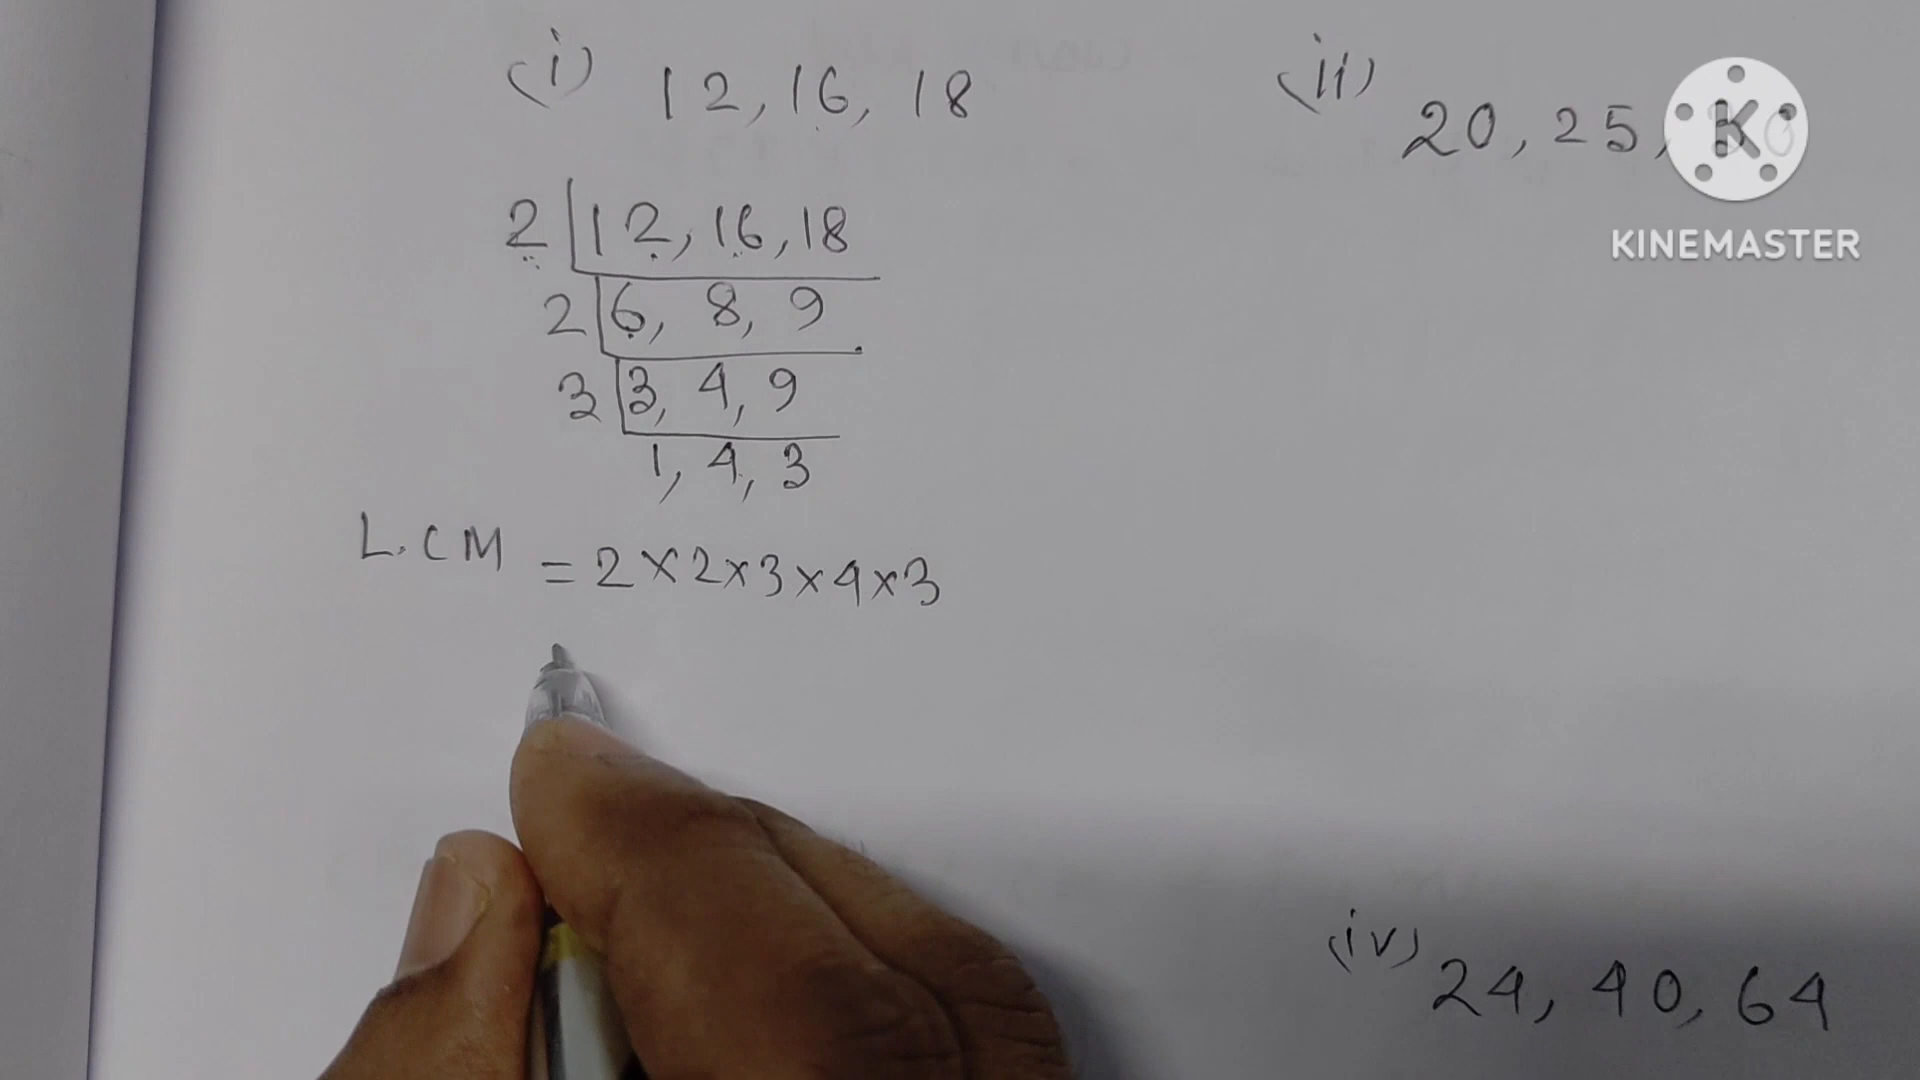 (i) 12, 16, 18
2 | 12, 16, 18
2 | 6, 8, 9
3 | 3, 4, 9
1, 4, 3
L.CM = 2×2×3×4×3
(ii) 20, 25,
K
KINEMASTER
(iv) 24, 40, 64